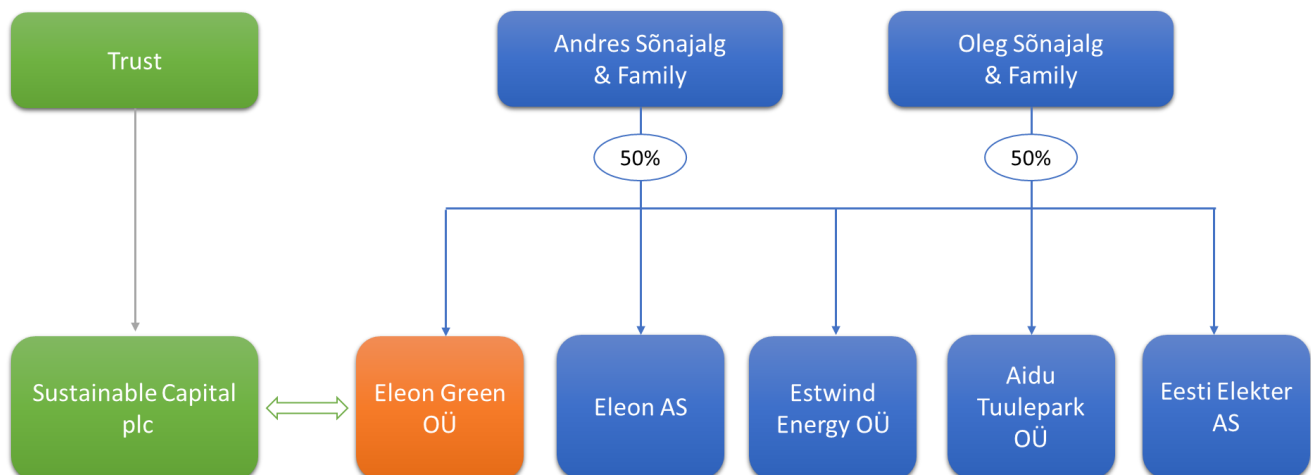 Trust
Andres Sõnajalg
& Family
Oleg Sõnajalg
& Family
50%
50%
Sustainable Capital
plc
Eleon Green
OÜ
Eleon AS
Estwind
Energy OÜ
Aidu
Tuulepark
OÜ
Eesti Elekter
AS